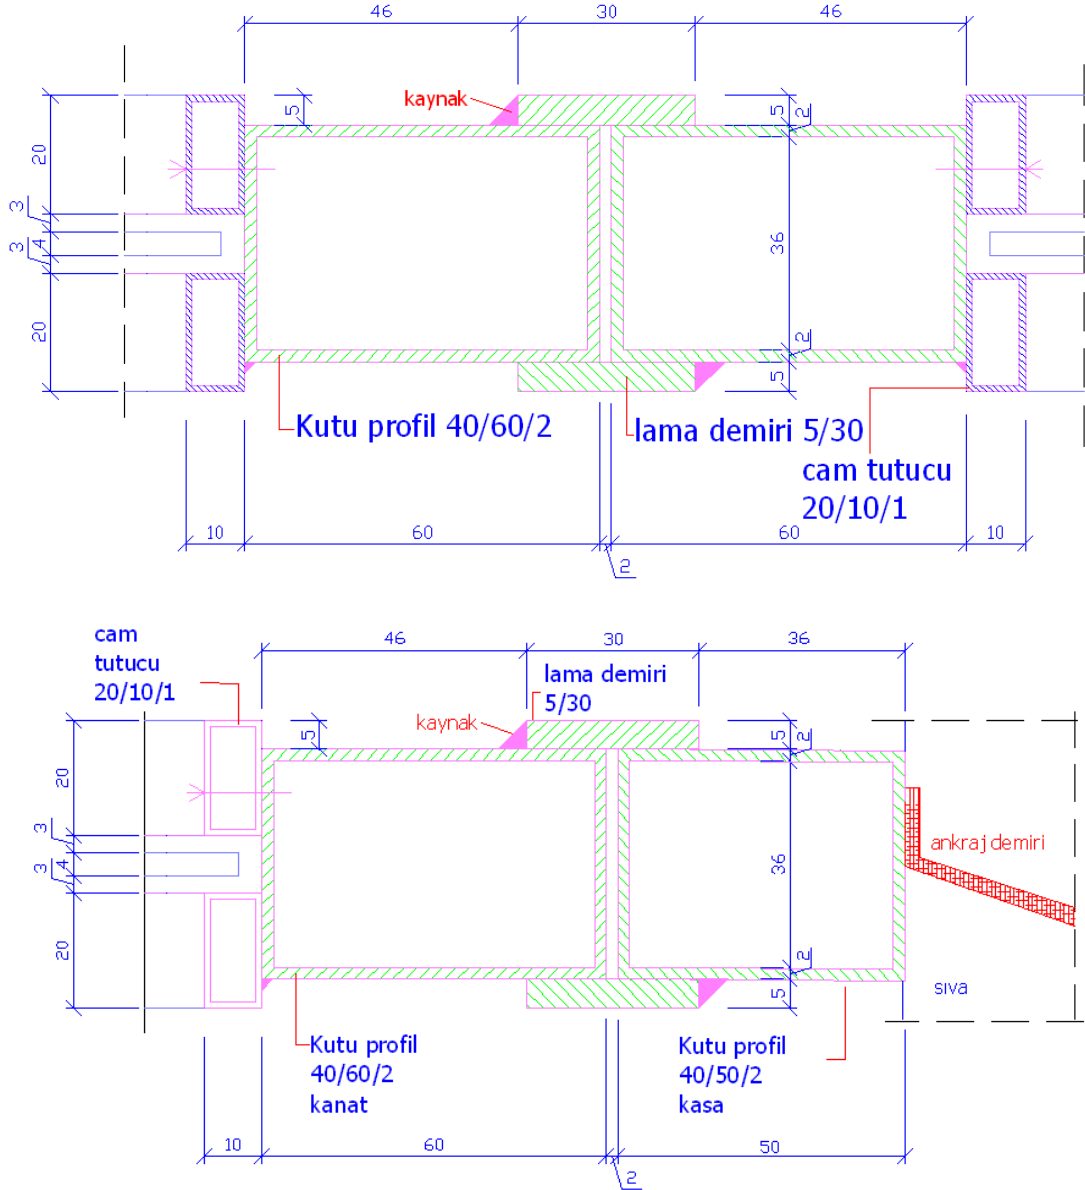 46 30 46
kaynak
5 5 2
20
3
4
3
36
20
2
5
Kutu profil 40/60/2
lama demiri 5/30
cam tutucu
20/10/1
10 60 60 10
2
cam
tutucu
20/10/1
46 30 36
lama demiri
5/30
kaynak
5 5 2
20
3
4
3
36
ankraj demiri
20
2
5
sıva
Kutu profil
40/60/2
kanat
Kutu profil
40/50/2
kasa
10 60 50
2